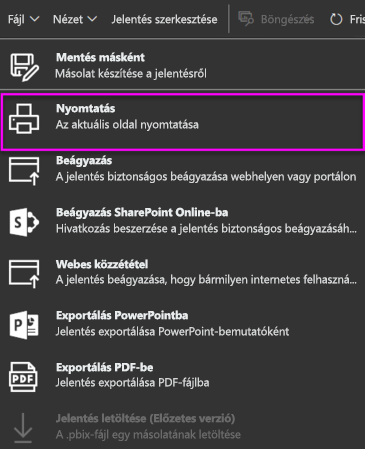 Fájl Nézet Jelentés szerkesztése Böngészés Fris
Mentés másként
Másolat készítése a jelentésről
Nyomtatás
Az aktuális oldal nyomtatása
Beágyazás
A jelentés biztonságos beágyazása webhelyen vagy portálon
Beágyazás SharePoint Online-ba
Hivatkozás beszerzése a jelentés biztonságos beágyazásáh...
Webes közzététel
A jelentés beágyazása, hogy bármilyen internetes felhaszná...
Exportálás PowerPointba
Jelentés exportálása PowerPoint-bemutatóként
Exportálás PDF-be
Jelentés exportálása PDF-fájlba
Jelentés letöltése (Előzetes verzió)
A .pbix-fájl egy másolatának letöltése